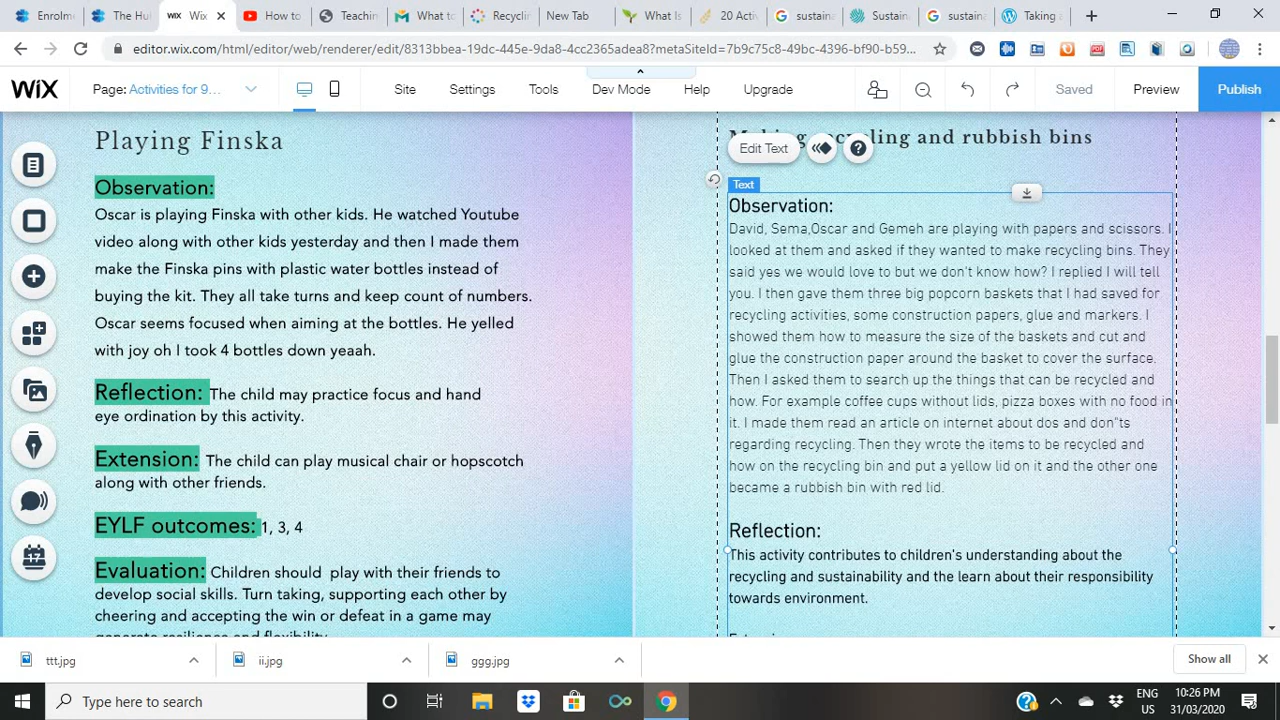 Enrolme
The Hu
Wix
How to
Teachin
What to
Recyclin
New Tab
What Is
20 Activ
sustaina
Sustain
sustaina
Taking A
editor.wix.com/html/editor/web/renderer/edit/8313bbea-19dc-445e-9da8-4cc2365adea8?metaSiteId=7b9c75c8-49bc-4396-bf90-b59...
WiX
Page: Activities for 9...
Site
Settings
Tools
Dev Mode
Help
Upgrade
Saved
Preview
Publish
Playing Finska
Observation:
Oscar is playing Finska with other kids. He watched Youtube
video along with other kids yesterday and then I made them
make the Finska pins with plastic water bottles instead of
buying the kit. They all take turns and keep count of numbers.
Oscar seems focused when aiming at the bottles. He yelled
with joy oh I took 4 bottles down yeaah.
Reflection: The child may practice focus and hand
eye ordination by this activity.
Extension: The child can play musical chair or hopscotch
along with other friends.
EYLF outcomes: 1, 3, 4
Evaluation: Children should play with their friends to
develop social skills. Turn taking, supporting each other by
cheering and accepting the win or defeat in a game may
generate resilience and flexibility.
Making recycling and rubbish bins
Edit Text
Text
Observation:
David, Sema,Oscar and Gemeh are playing with papers and scissors. I
looked at them and asked if they wanted to make recycling bins. They
said yes we would love to but we don't know how? I replied I will tell
you. I then gave them three big popcorn baskets that I had saved for
recycling activities, some construction papers, glue and markers. I
showed them how to measure the size of the baskets and cut and
glue the construction paper around the basket to cover the surface.
Then I asked them to search up the things that can be recycled and
how. For example coffee cups without lids, pizza boxes with no food in
it. I made them read an article on internet about dos and don"ts
regarding recycling. Then they wrote the items to be recycled and
how on the recycling bin and put a yellow lid on it and the other one
became a rubbish bin with red lid.
Reflection:
This activity contributes to children's understanding about the
recycling and sustainability and the learn about their responsibility
towards environment.
ttt.jpg
ii.jpg
ggg.jpg
Show all
Type here to search
ENG
US
10:26 PM
31/03/2020
17